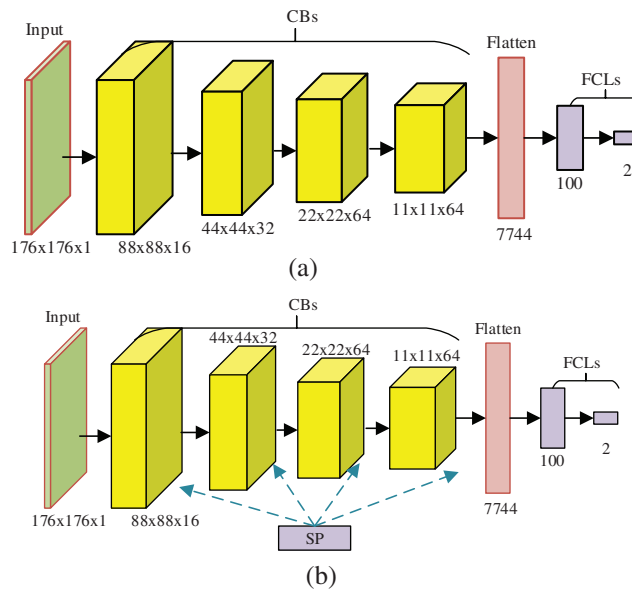 CBs
Input
Flatten
FCLs
100
2
176x176x1
88x88x16
44x44x32
22x22x64
11x11x64
7744
(a)
CBs
Input
Flatten
44x44x32
22x22x64
11x11x64
FCLs
100
2
176x176x1
88x88x16
7744
SP
(b)